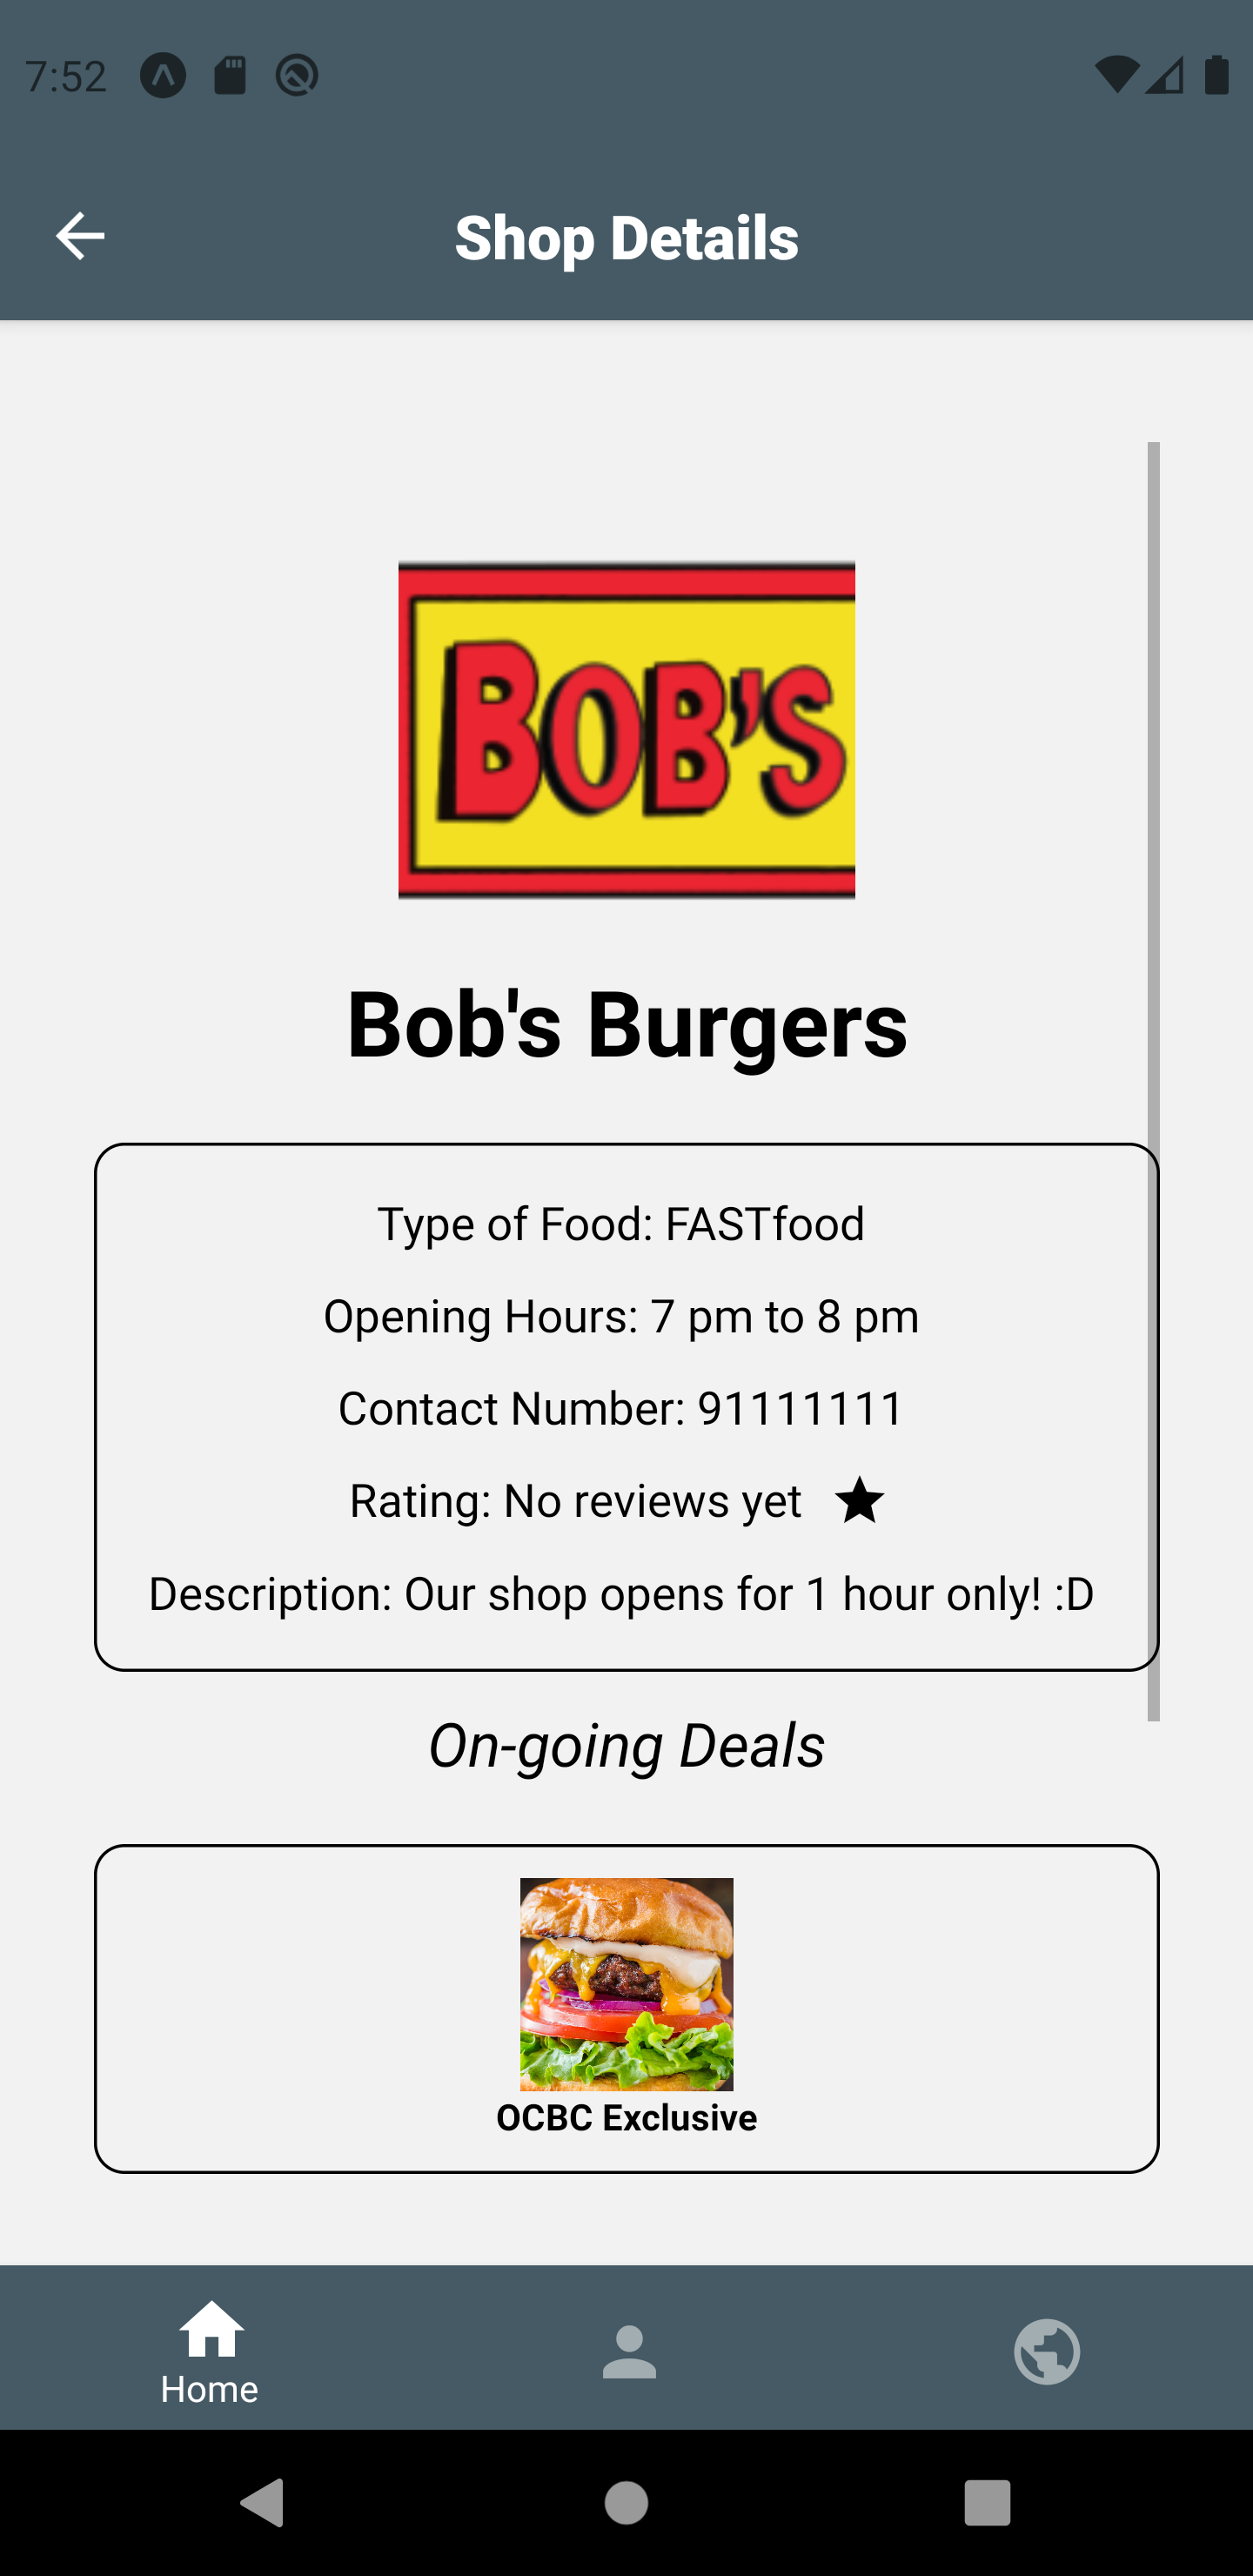 7:52
Shop Details
BOB'S
Bob's Burgers
Type of Food: FASTfood
Opening Hours: 7 pm to 8 pm
Contact Number: 91111111
Rating: No reviews yet
Description: Our shop opens for 1 hour only! :D
On-going Deals
OCBC Exclusive
Home